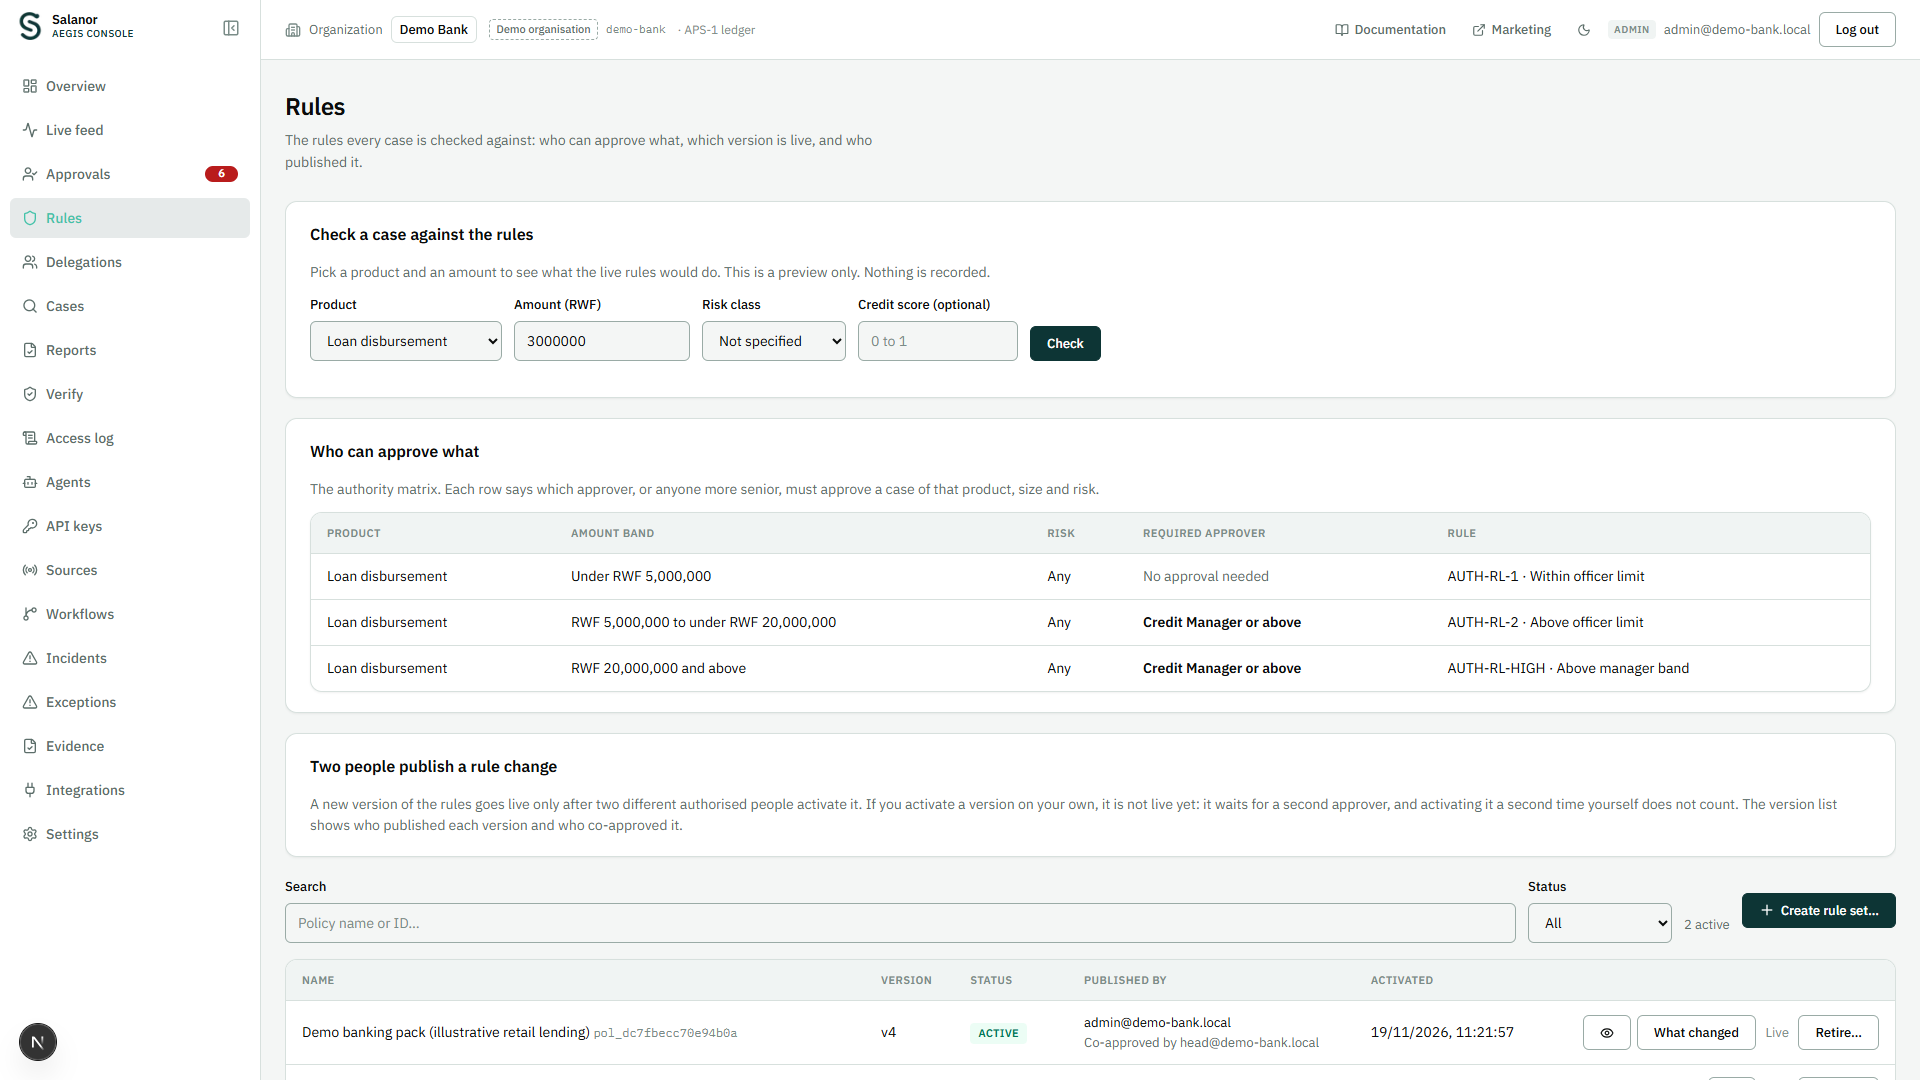 Salanor
AEGIS CONSOLE
Organization
Demo Bank
Demo organisation
demo-bank
· APS-1 ledger
Documentation
Marketing
ADMIN
admin@demo-bank.local
Log out
Overview
Live feed
Approvals
6
Rules
Delegations
Cases
Reports
Verify
Access log
Agents
API keys
Sources
Workflows
Incidents
Exceptions
Evidence
Integrations
Settings
N
Rules
The rules every case is checked against: who can approve what, which version is live, and who
published it.
Check a case against the rules
Pick a product and an amount to see what the live rules would do. This is a preview only. Nothing is recorded.
Product
Amount (RWF)
Risk class
Credit score (optional)
Loan disbursement
3000000
Not specified
0 to 1
Check
Who can approve what
The authority matrix. Each row says which approver, or anyone more senior, must approve a case of that product, size and risk.
PRODUCT AMOUNT BAND RISK REQUIRED APPROVER RULE
Loan disbursement Under RWF 5,000,000 Any No approval needed AUTH-RL-1 · Within officer limit
Loan disbursement RWF 5,000,000 to under RWF 20,000,000 Any Credit Manager or above AUTH-RL-2 · Above officer limit
Loan disbursement RWF 20,000,000 and above Any Credit Manager or above AUTH-RL-HIGH · Above manager band
Two people publish a rule change
A new version of the rules goes live only after two different authorised people activate it. If you activate a version on your own, it is not live yet: it waits for a second approver, and activating it a second time yourself does not count. The version list
shows who published each version and who co-approved it.
Search
Policy name or ID...
Status
All
2 active
Create rule set...
NAME VERSION STATUS PUBLISHED BY ACTIVATED
Demo banking pack (illustrative retail lending) pol_dc7fbecc70e94b0a v4 ACTIVE admin@demo-bank.local
Co-approved by head@demo-bank.local
19/11/2026, 11:21:57
What changed
Live
Retire...